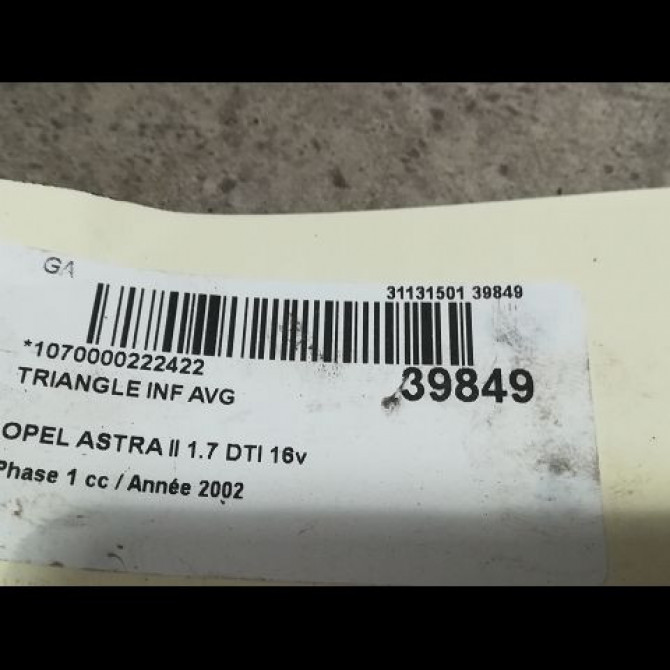 GA
31131501 39849
*1070000222422
39849
TRIANGLE INF AVG
OPEL ASTRA II 1.7 DTI 16v
Phase 1 cc / Année 2002